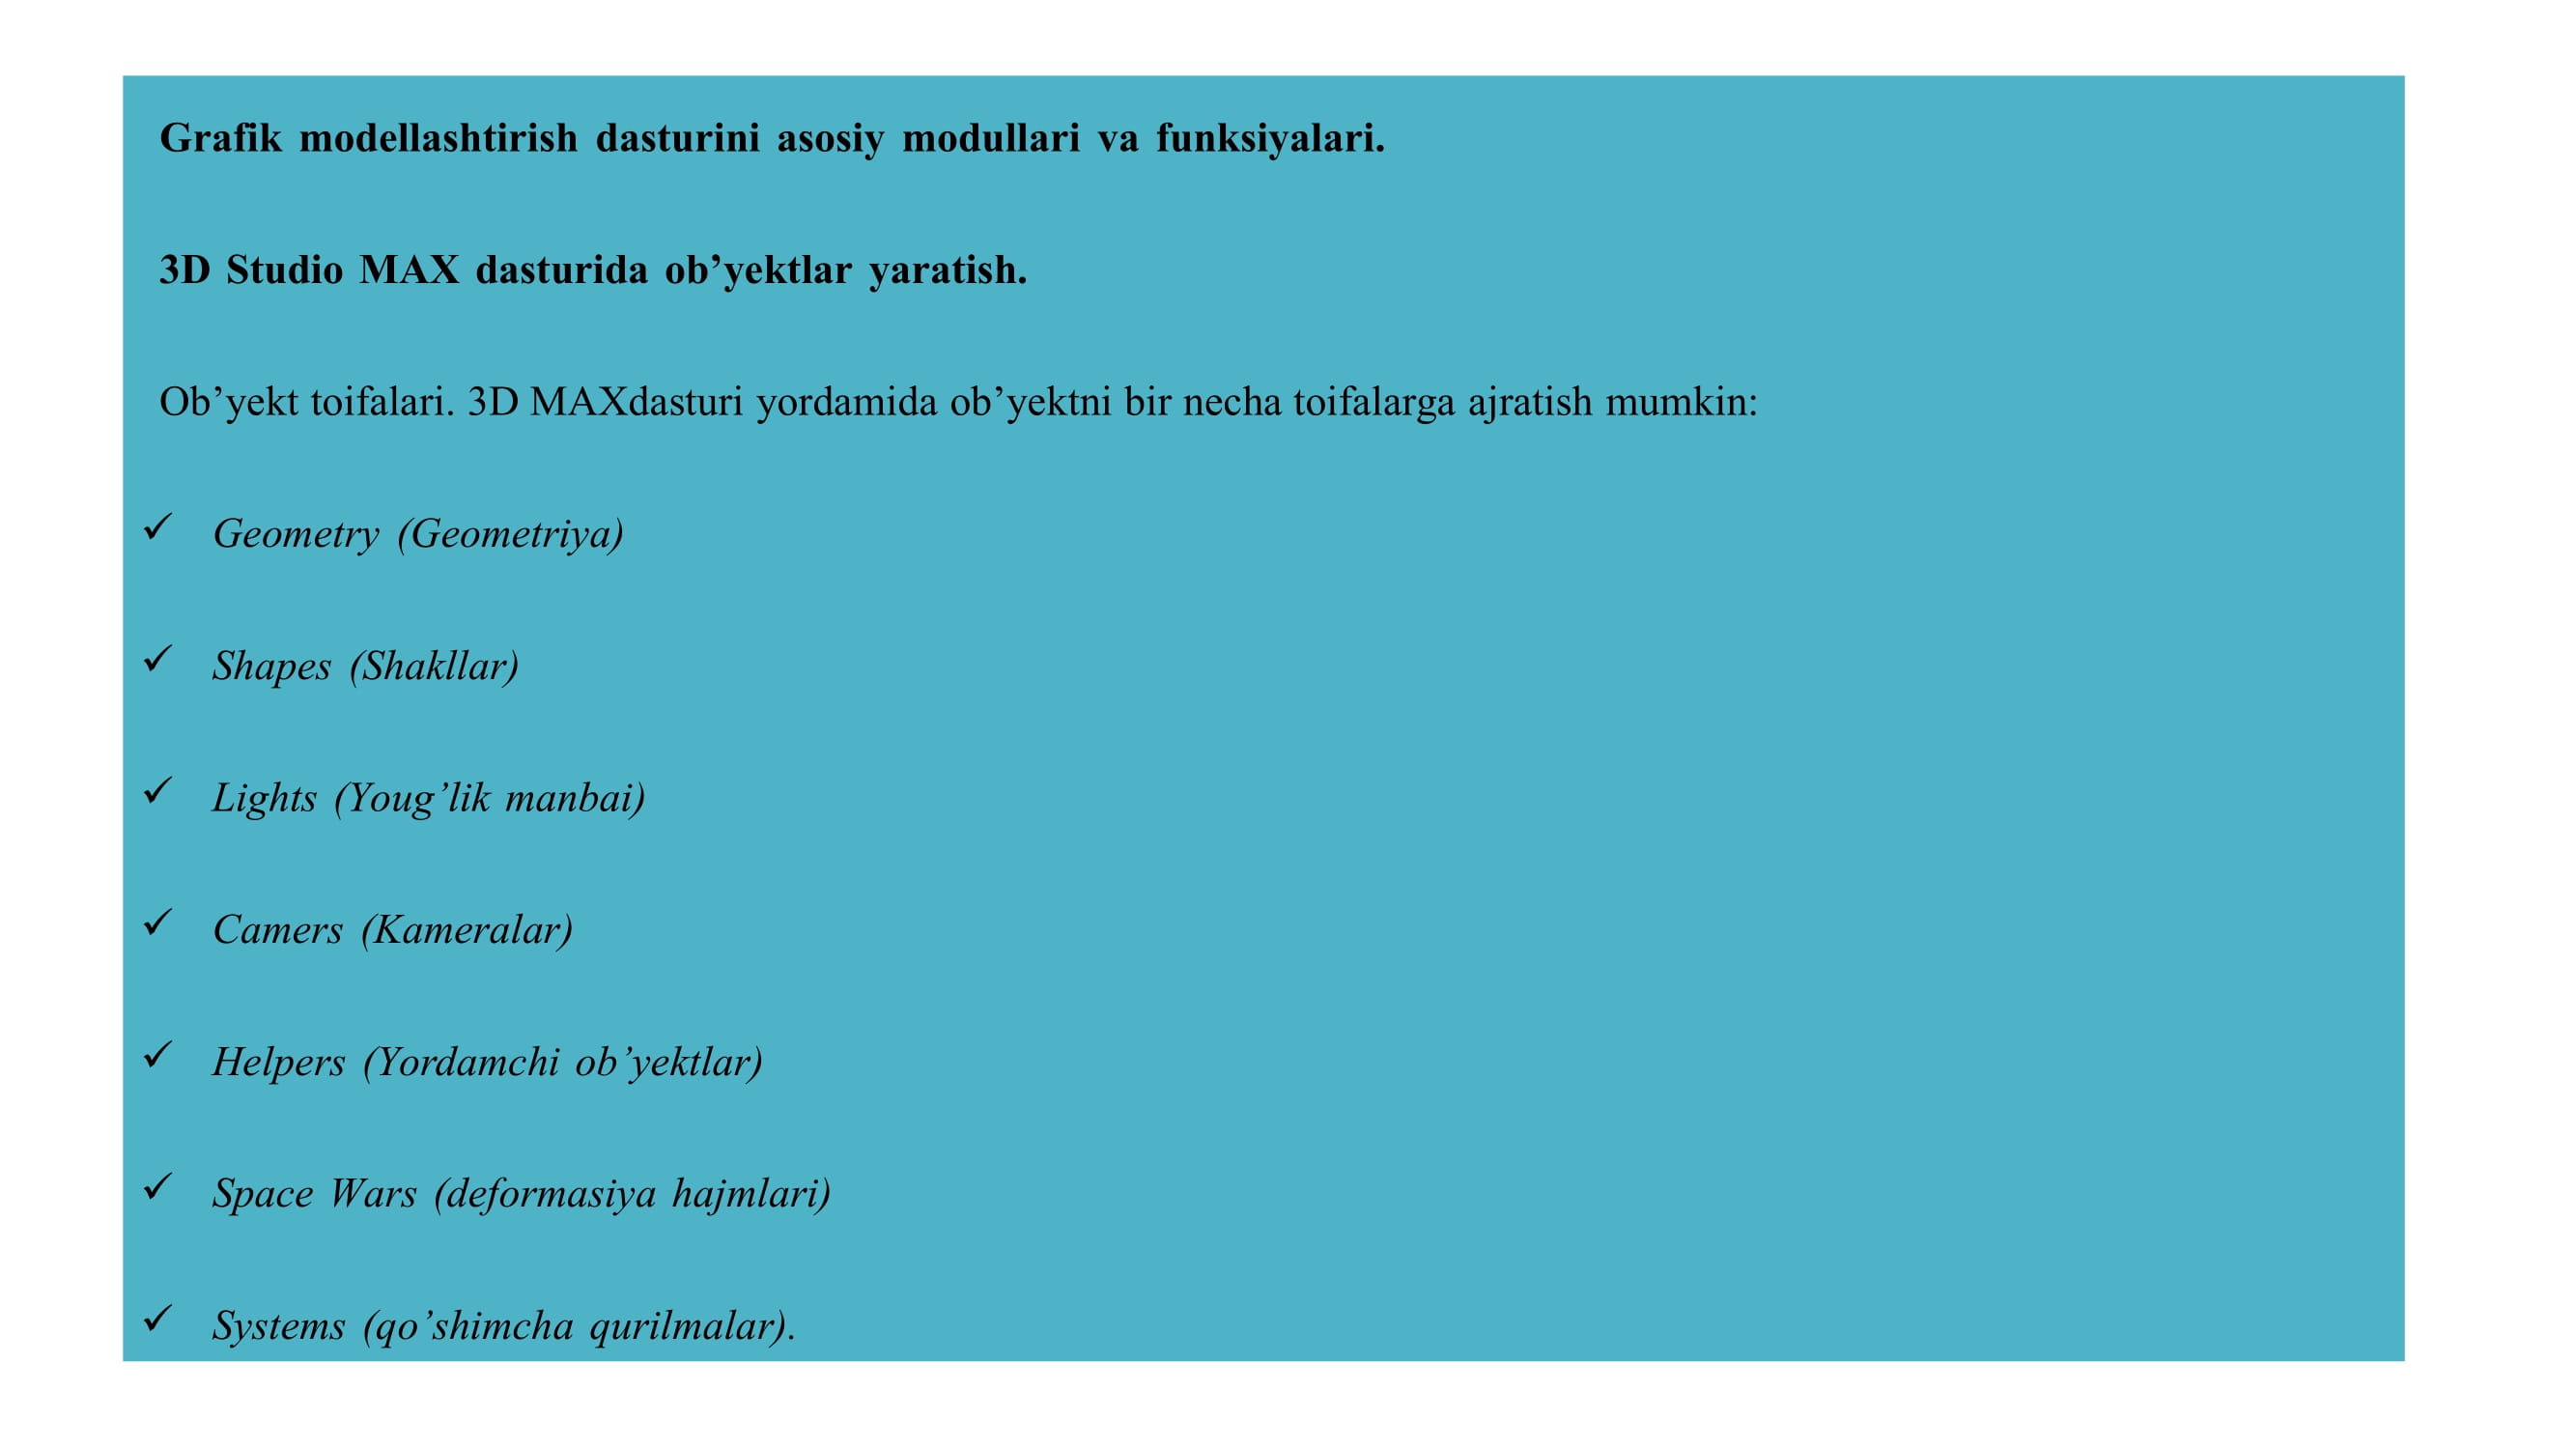 Grafik modellashtirish dasturini asosiy modullari va funksiyalari.
3D Studio MAX dasturida ob’yektlar yaratish.
Ob’yekt toifalari. 3D MAXdasturi yordamida ob’yektni bir necha toifalarga ajratish mumkin:
✓ Geometry (Geometriya)
✓ Shapes (Shakllar)
✓ Lights (Youg’lik manbai)
✓ Camers (Kameralar)
✓ Helpers (Yordamchi ob’yektlar)
✓ Space Wars (deformasiya hajmlari)
✓ Systems (qo’shimcha qurilmalar).